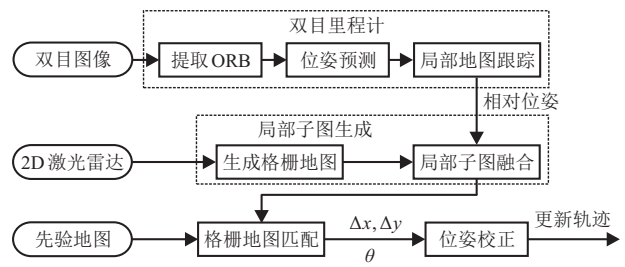 双目里程计
双目图像
提取ORB
位姿预测
局部地图跟踪
相对位姿
局部子图生成
2D激光雷达
生成格栅地图
局部子图融合
先验地图
格栅地图匹配
Δx, Δy
θ
位姿校正
更新轨迹